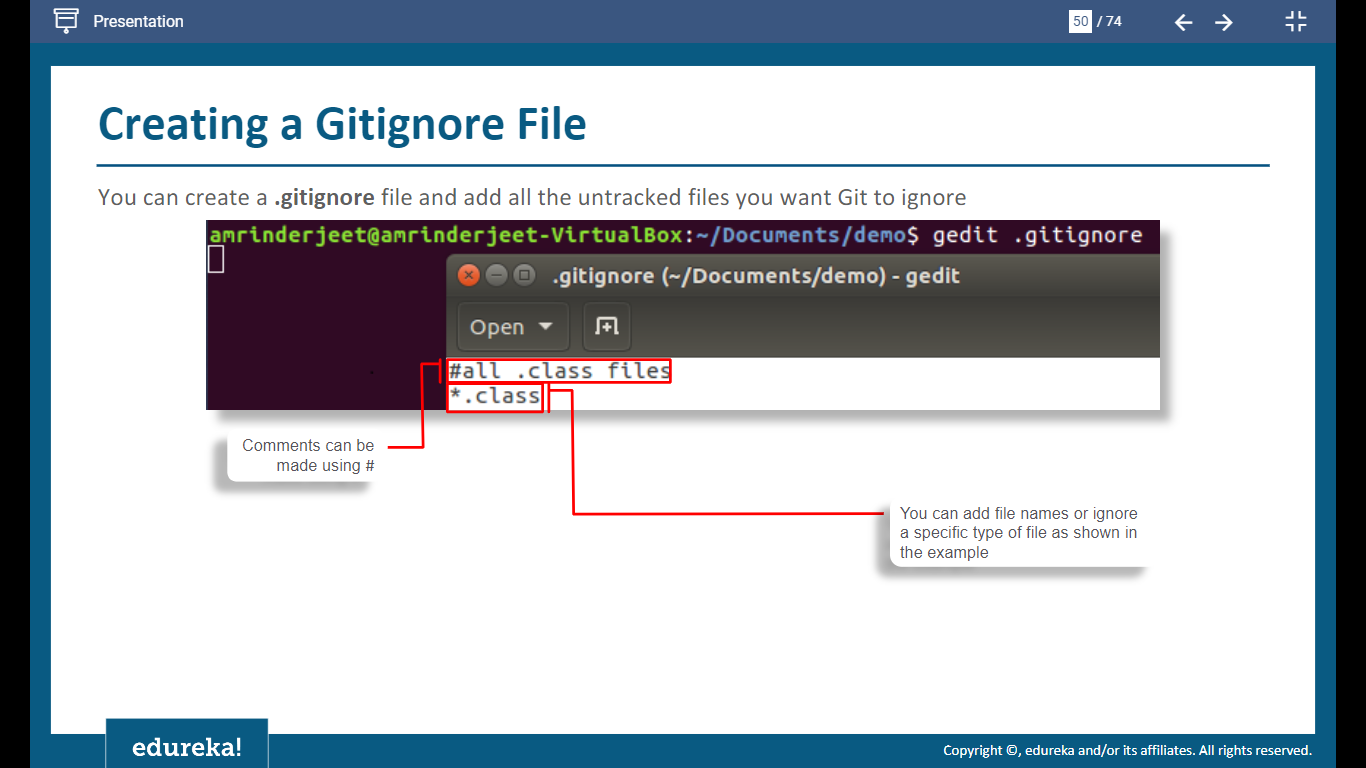 Presentation
50 / 74
Creating a Gitignore File
You can create a .gitignore file and add all the untracked files you want Git to ignore
amrinderjeet@amrinderjeet-VirtualBox:~/Documents/demo$ gedit .gitignore
.gitignore (~/Documents/demo) - gedit
Open
#all .class files
*.class
Comments can be
made using #
You can add file names or ignore
a specific type of file as shown in
the example
edureka!
Copyright ©, edureka and/or its affiliates. All rights reserved.